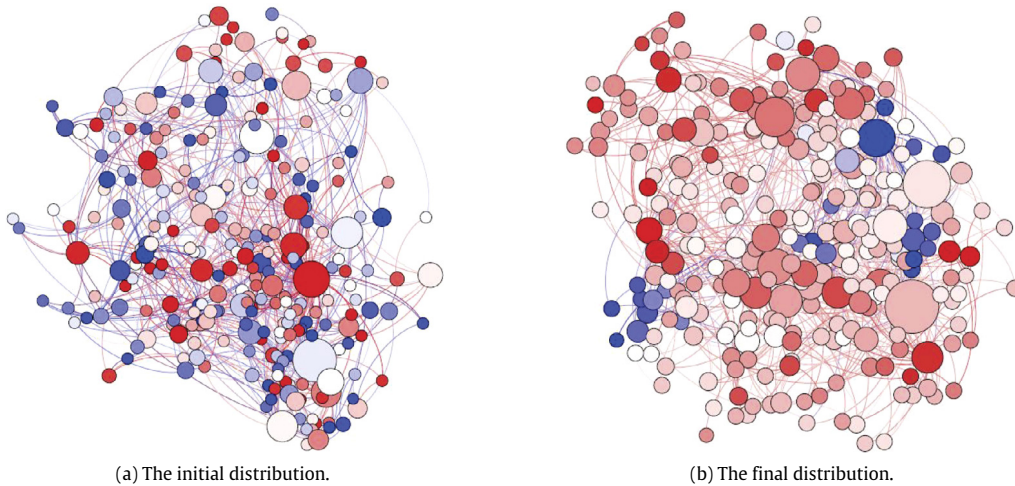 (a) The initial distribution.
(b) The final distribution.